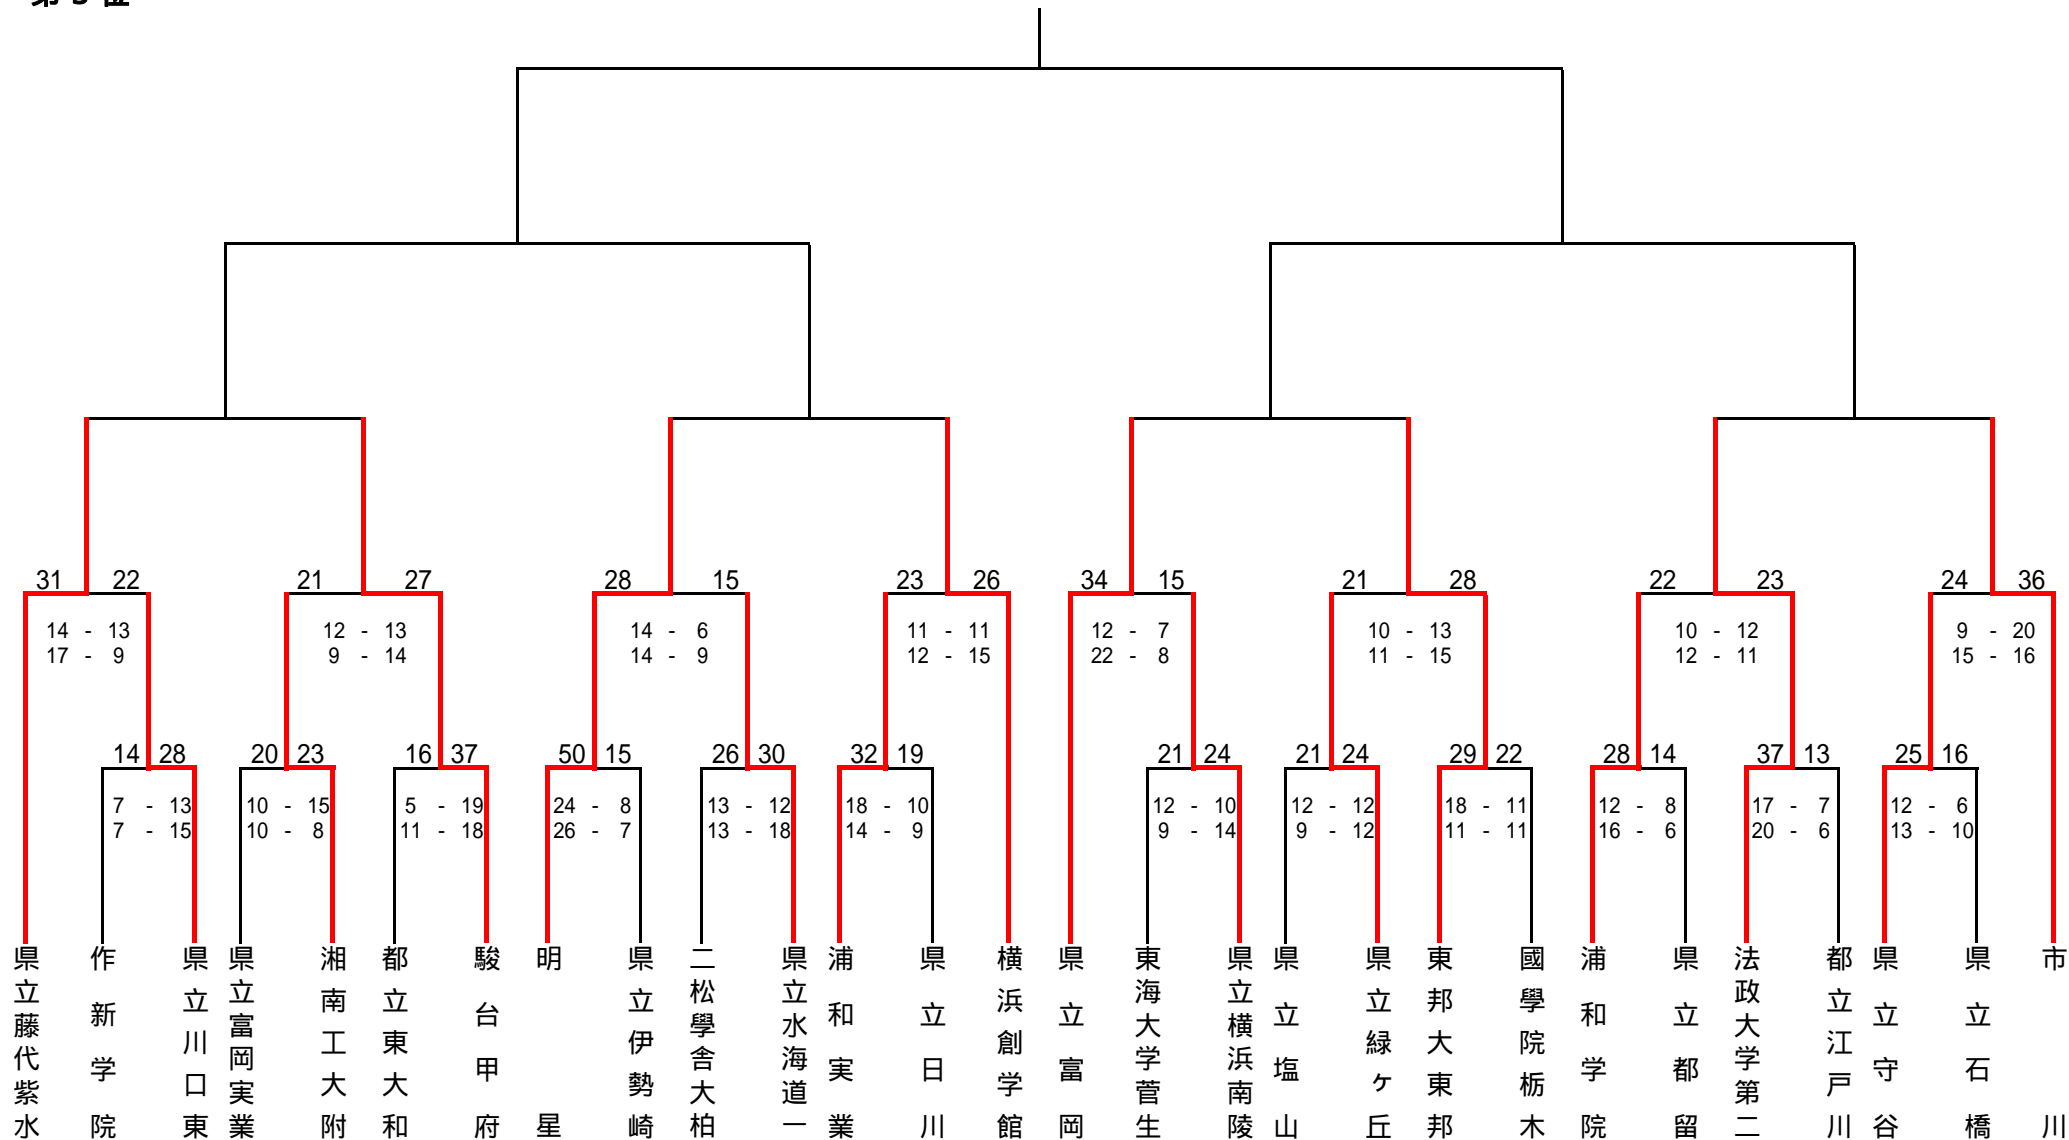 31 22 21 27 28 15 23 26 34 15 21 28 22 23 24 36
14 - 13 12 - 13 14 - 6 11 - 11 12 - 7 10 - 13 10 - 12 9 - 20
17 - 9 9 - 14 14 - 9 12 - 15 22 - 8 11 - 15 12 - 11 15 - 16
14 28 20 23 16 37 50 15 26 30 32 19 21 24 21 24 29 22 28 14 37 13 25 16
7 - 13 10 - 15 5 - 19 24 - 8 13 - 12 18 - 10 12 - 10 12 - 12 18 - 11 12 - 8 17 - 7 12 - 6
7 - 15 10 - 8 11 - 18 26 - 7 13 - 18 14 - 9 9 - 14 9 - 12 11 - 11 16 - 6 20 - 6 13 - 10
県立藤代紫水
作新学院
県立川口東
県立富岡実業
湘南工大附
都立東大和
駿台甲府
明星
県立伊勢崎
二松學舎大柏
県立水海道一
浦和実業
県立日川
横浜創学館
県立富岡
東海大学菅生
県立横浜南陵
県立塩山
県立緑ヶ丘
東邦大東邦
國學院栃木
浦和学院
県立都留
法政大学第二
都立江戸川
県立守谷
県立石橋
市川